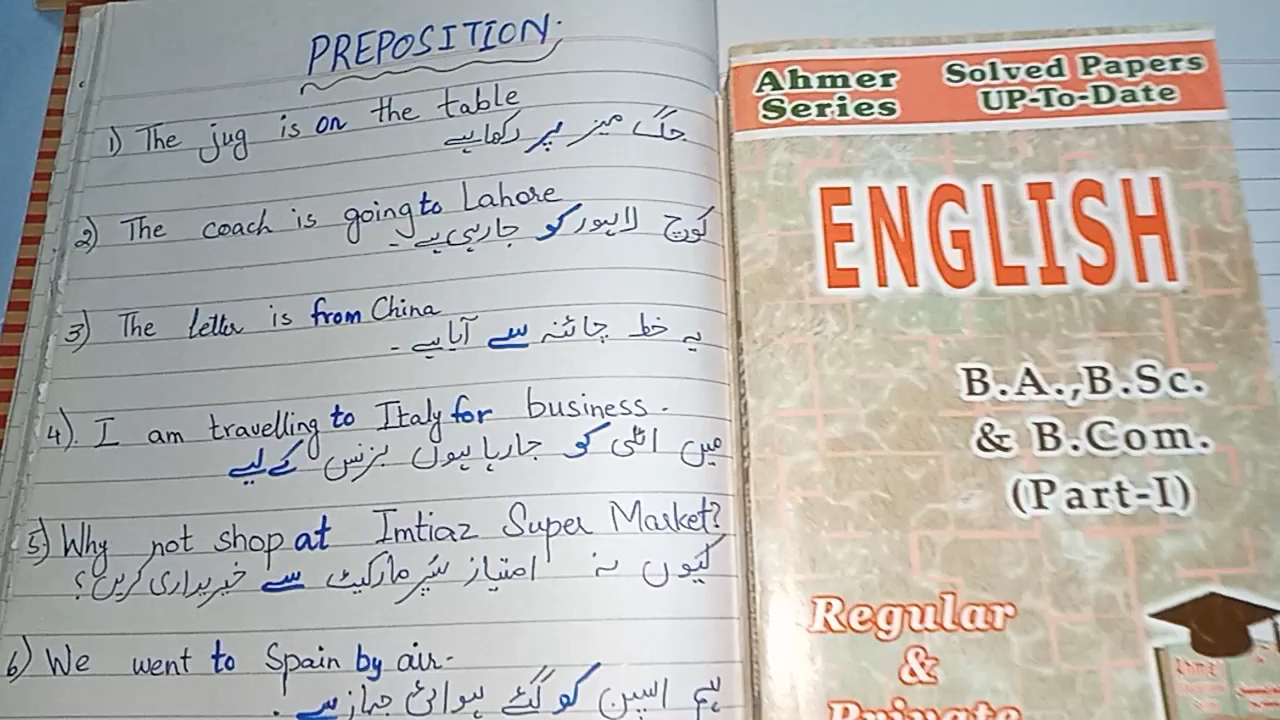 PREPOSITION.
1) The jug is on the table
جگ میز پر رکھا ہے
2) The coach is going to Lahore
کوچ لاہور کو جارہی ہے۔
3) The letter is from China
یہ خط چائنہ سے آیا ہے۔
4). I am travelling to Italy for business.
میں اٹلی کو جارہا ہوں بزنس کے لیے
5) Why not shop at Imtiaz Super Market?
کیوں نہ امتیاز سپر مارکیٹ سے خریداری کریں؟
6) We went to Spain by air.
ہم اسپین کو گئے ہوائی جہاز سے۔
Ahmer Series
Solved Papers
UP-To-Date
ENGLISH
B.A.,B.Sc.
& B.Com.
(Part-I)
Regular
&
Private